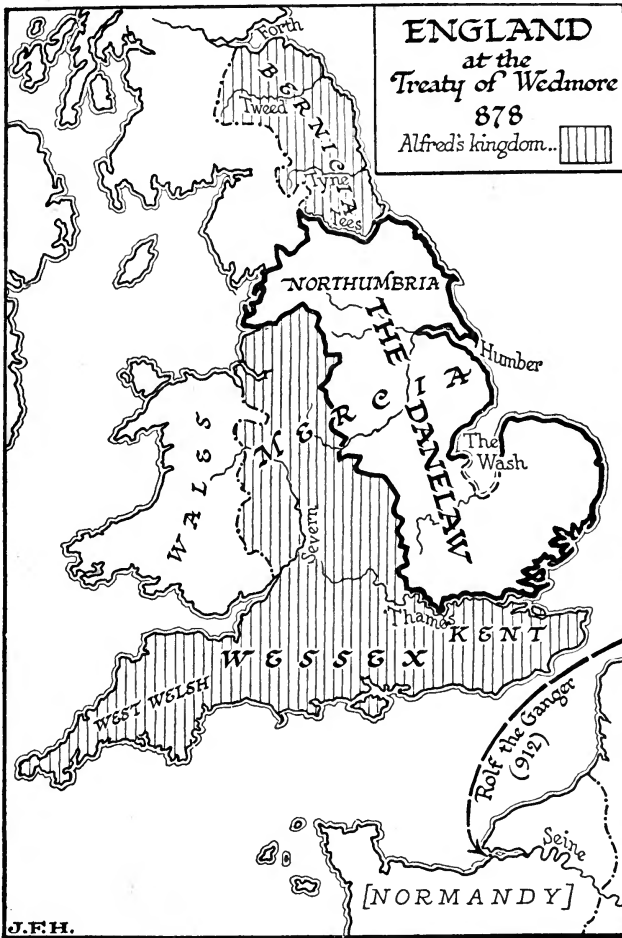 ENGLAND
at the
Treaty of Wedmore
878
Alfred's kingdom..
Forth
BERNICIA
Tweed
Tyne
Tees
NORTHUMBRIA
THE DANELAW
Humber
MERCIA
The
Wash
WALES
Severn
Thames
KENT
WESSEX
WEST WELSH
Rolf the Ganger
(912)
Seine
[NORMANDY]
J.F.H.